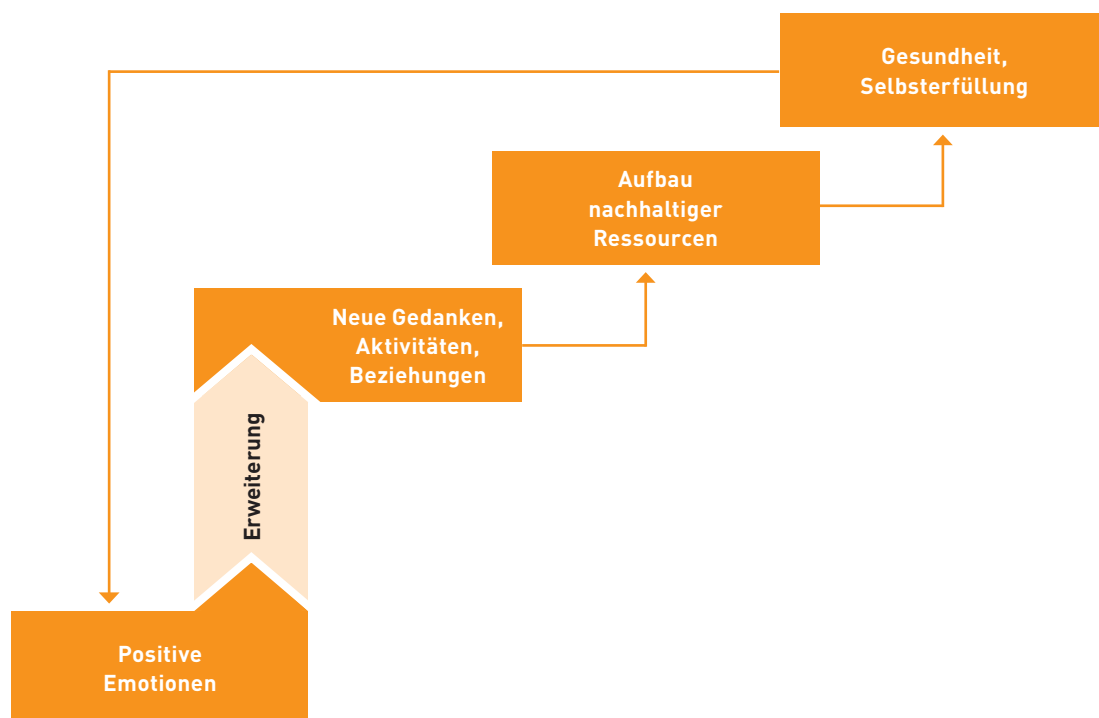 Gesundheit,
Selbsterfüllung
Aufbau
nachhaltiger
Ressourcen
Neue Gedanken,
Aktivitäten,
Beziehungen
Erweiterung
Positive
Emotionen